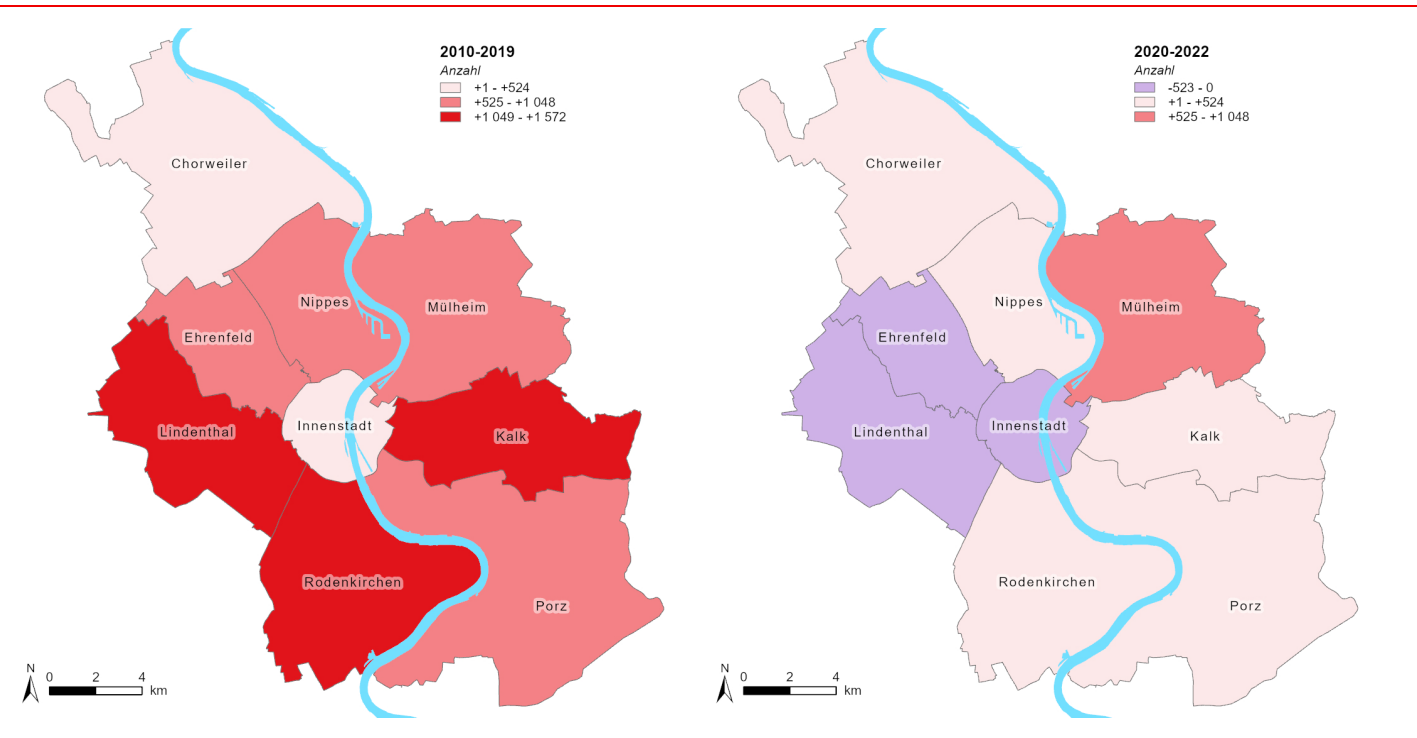 2010-2019
Anzahl
+1 - +524
+525 - +1 048
+1 049 - +1 572
Chorweiler
Nippes
Mülheim
Ehrenfeld
Lindenthal
Innenstadt
Kalk
Rodenkirchen
Porz
N
0 2 4 km
2020-2022
Anzahl
-523 - 0
+1 - +524
+525 - +1 048
Chorweiler
Nippes
Mülheim
Ehrenfeld
Lindenthal
Innenstadt
Kalk
Rodenkirchen
Porz
N
0 2 4 km